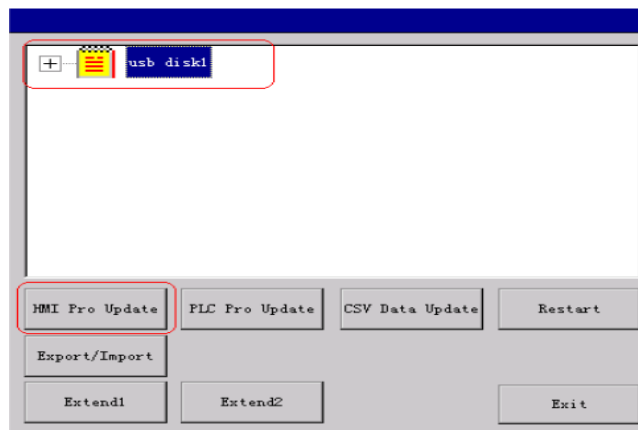 usb disk1
HMI Pro Update PLC Pro Update CSV Data Update Restart
Export/Import
Extend1 Extend2 Exit